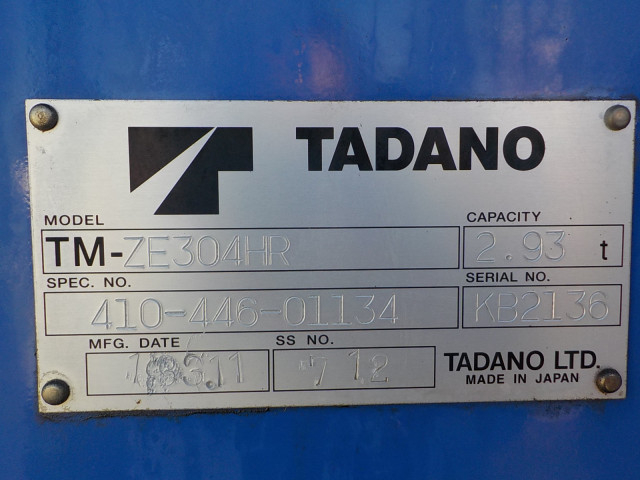 TADANO
MODEL
TM-ZE304HR
CAPACITY
2.93 t
SPEC. NO.
410-446-01134
SERIAL NO.
KB2136
MFG. DATE
SS NO.
712
TADANO LTD.
MADE IN JAPAN